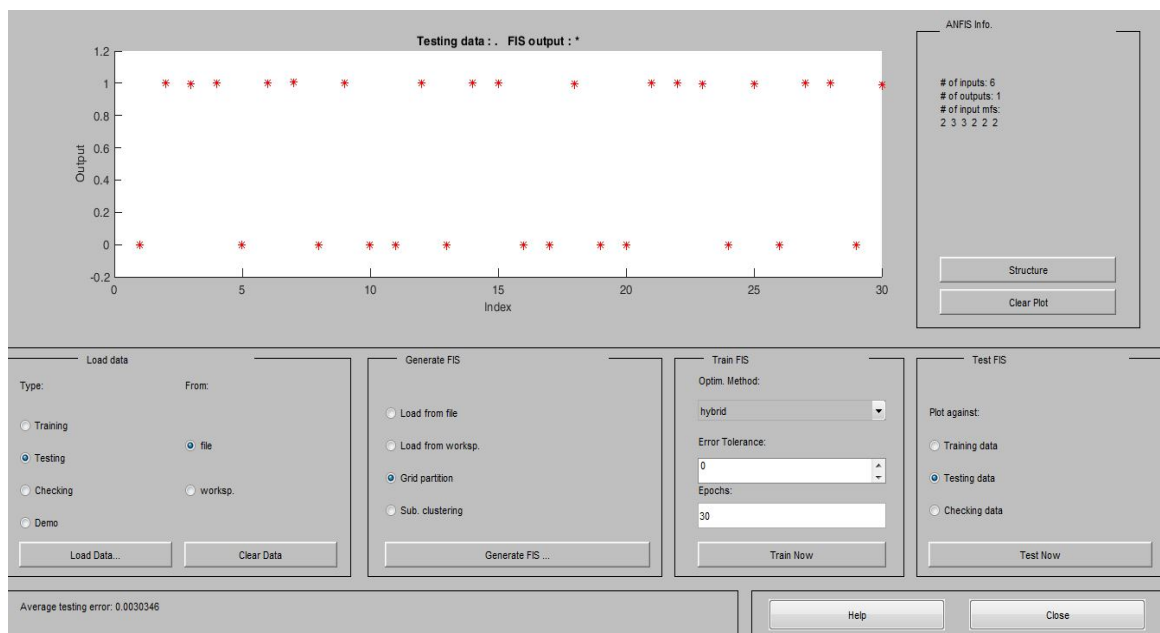 Testing data : .   FIS output : *
1.2
1
0.8
0.6
0.4
0.2
0
-0.2
Output
0
5
10
15
20
25
30
Index
ANFIS Info.
# of inputs: 6
# of outputs: 1
# of input mfs:
2 3 3 2 2 2
Structure
Clear Plot
Load data
Type:
From:
Training
Testing
Checking
Demo
file
worksp.
Load Data...
Clear Data
Generate FIS
Load from file
Load from worksp.
Grid partition
Sub. clustering
Generate FIS ...
Train FIS
Optim. Method:
hybrid
Error Tolerance:
0
Epochs:
30
Train Now
Test FIS
Plot against:
Training data
Testing data
Checking data
Test Now
Average testing error: 0.0030346
Help
Close